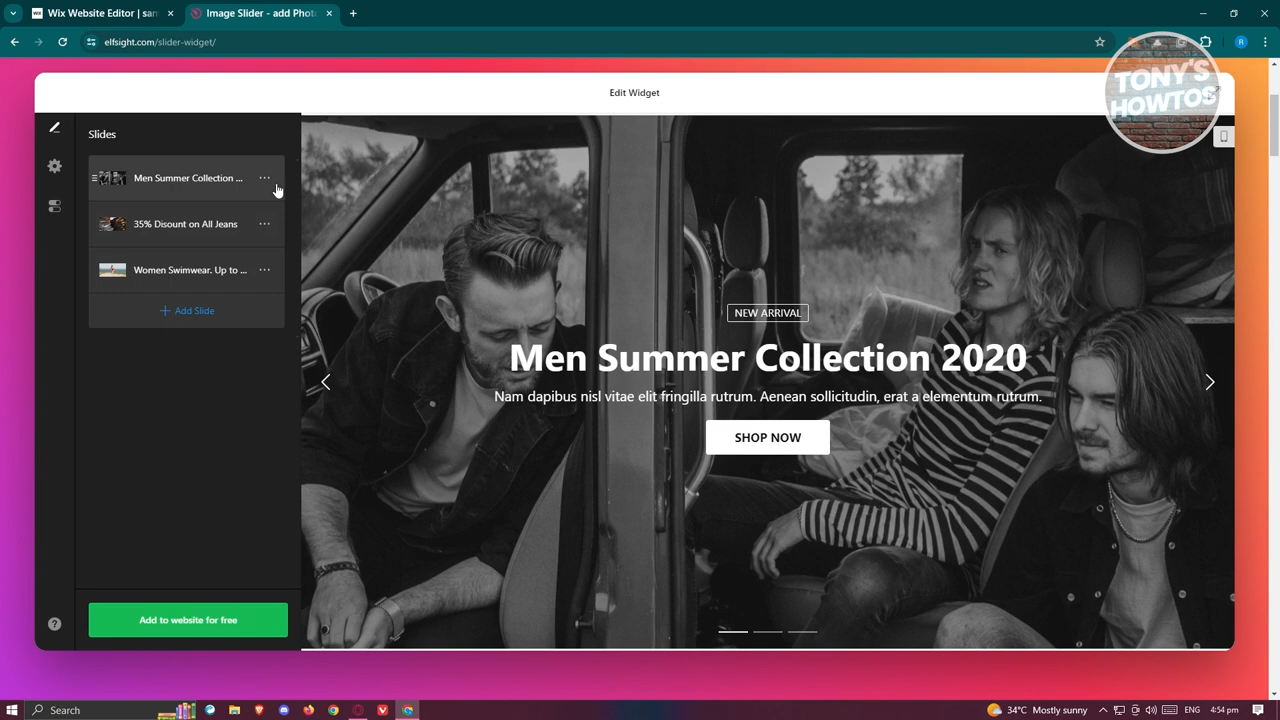 Wix Website Editor | san
Image Slider - add Photo
elfsight.com/slider-widget/
R
TONY'S
HOWTOS
Edit Widget
Slides
Men Summer Collection ...
35% Disount on All Jeans
Women Swimwear. Up to ...
Add Slide
NEW ARRIVAL
Men Summer Collection 2020
Nam dapibus nisl vitae elit fringilla rutrum. Aenean sollicitudin, erat a elementum rutrum.
SHOP NOW
Add to website for free
Search
34°C Mostly sunny
ENG
4:54 pm